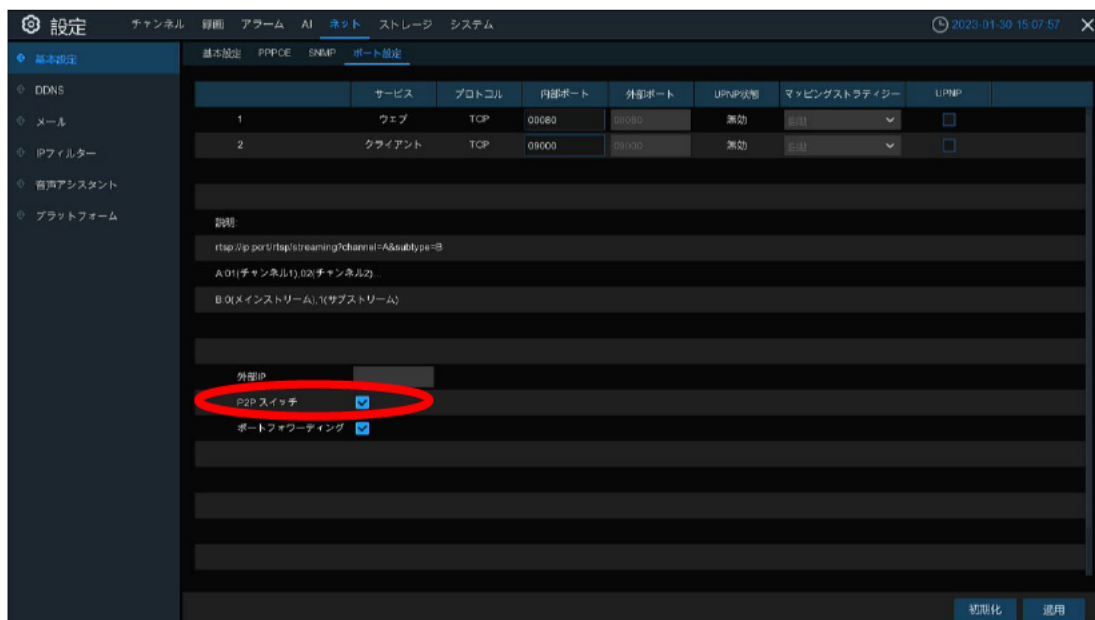 設定 チャンネル 録画 アラーム AI ネット ストレージ システム 2023-01-30 15:07:57
基本設定 PPPOE SNMP ポート設定
基本設定
DDNS
メール
IPフィルター
音声アシスタント
プラットフォーム
サービス プロトコル 内部ポート 外部ポート UPNP状態 マッピングストラティジー UPNP
1 ウェブ TCP 00080 00080 無効
2 クライアント TCP 09000 09000 無効
説明:
rtsp://ip:port/rtsp/streaming?channel=A&subtype=B
A:01(チャンネル1),02(チャンネル2)...
B:0(メインストリーム),1(サブストリーム)
外部IP
P2P スイッチ
ポートフォワーディング
初期化 適用